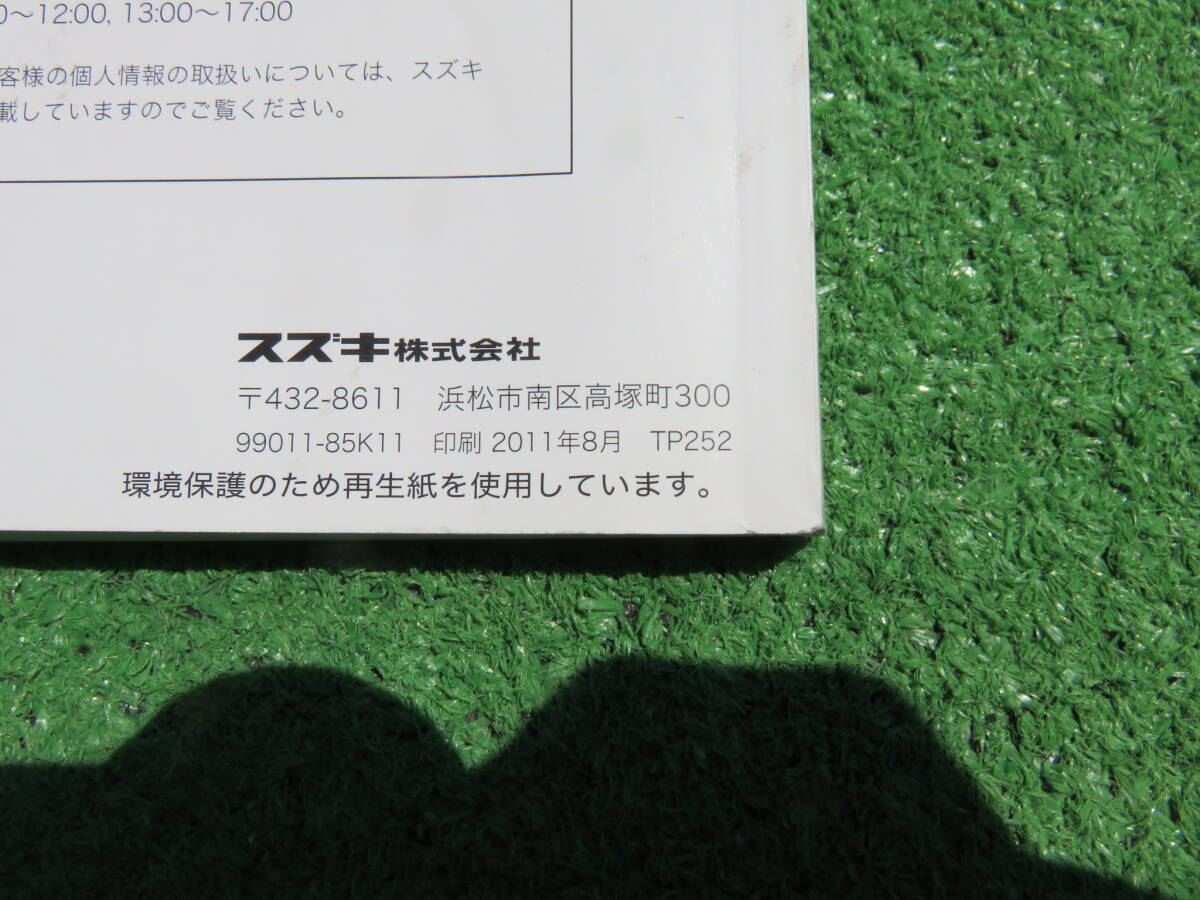 0〜12:00, 13:00〜17:00
客様の個人情報の取扱いについては、スズキ
載していますのでご覧ください。
スズキ株式会社
〒432-8611 浜松市南区高塚町300
99011-85K11 印刷 2011年8月 TP252
環境保護のため再生紙を使用しています。